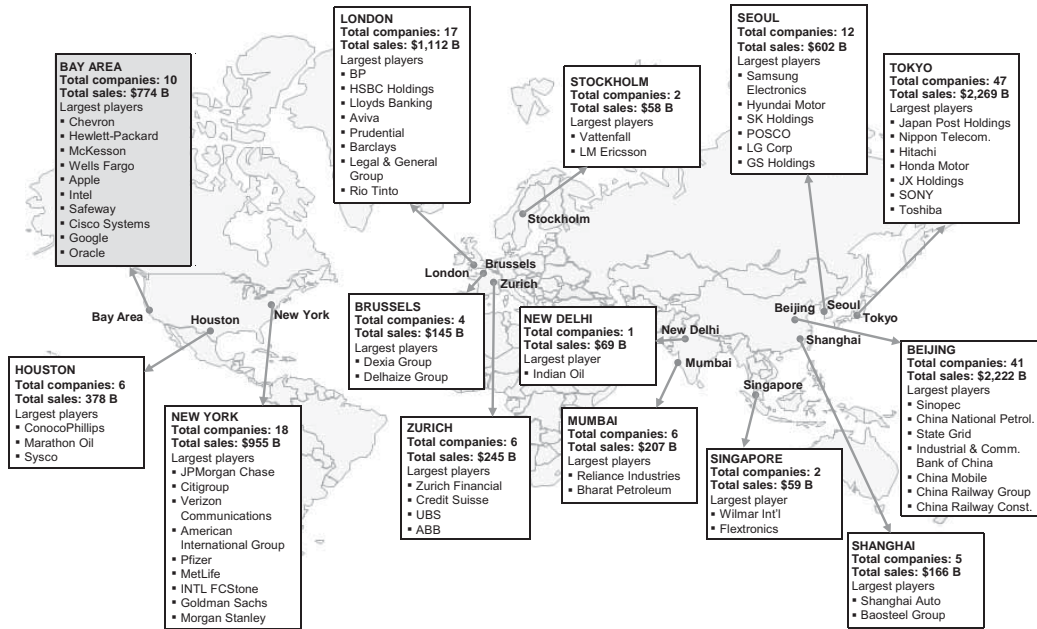 BAY AREA
Total companies: 10
Total sales: $774 B
Largest players
▪ Chevron
▪ Hewlett-Packard
▪ McKesson
▪ Wells Fargo
▪ Apple
▪ Intel
▪ Safeway
▪ Cisco Systems
▪ Google
▪ Oracle
LONDON
Total companies: 17
Total sales: $1,112 B
Largest players
▪ BP
▪ HSBC Holdings
▪ Lloyds Banking
▪ Aviva
▪ Prudential
▪ Barclays
▪ Legal & General
Group
▪ Rio Tinto
STOCKHOLM
Total companies: 2
Total sales: $58 B
Largest players
▪ Vattenfall
▪ LM Ericsson
SEOUL
Total companies: 12
Total sales: $602 B
Largest players
▪ Samsung
Electronics
▪ Hyundai Motor
▪ SK Holdings
▪ POSCO
▪ LG Corp
▪ GS Holdings
TOKYO
Total companies: 47
Total sales: $2,269 B
Largest players
▪ Japan Post Holdings
▪ Nippon Telecom.
▪ Hitachi
▪ Honda Motor
▪ JX Holdings
▪ SONY
▪ Toshiba
Stockholm
London
Brussels
Zurich
Bay Area
Houston
New York
New Delhi
Mumbai
Singapore
Beijing
Seoul
Tokyo
Shanghai
HOUSTON
Total companies: 6
Total sales: 378 B
Largest players
▪ ConocoPhillips
▪ Marathon Oil
▪ Sysco
NEW YORK
Total companies: 18
Total sales: $955 B
Largest players
▪ JPMorgan Chase
▪ Citigroup
▪ Verizon
Communications
▪ American
International Group
▪ Pfizer
▪ MetLife
▪ INTL FCStone
▪ Goldman Sachs
▪ Morgan Stanley
BRUSSELS
Total companies: 4
Total sales: $145 B
Largest players
▪ Dexia Group
▪ Delhaize Group
ZURICH
Total companies: 6
Total sales: $245 B
Largest players
▪ Zurich Financial
▪ Credit Suisse
▪ UBS
▪ ABB
NEW DELHI
Total companies: 1
Total sales: $69 B
Largest player
▪ Indian Oil
MUMBAI
Total companies: 6
Total sales: $207 B
Largest players
▪ Reliance Industries
▪ Bharat Petroleum
SINGAPORE
Total companies: 2
Total sales: $59 B
Largest player
▪ Wilmar Int'l
▪ Flextronics
BEIJING
Total companies: 41
Total sales: $2,222 B
Largest players
▪ Sinopec
▪ China National Petrol.
▪ State Grid
▪ Industrial & Comm.
Bank of China
▪ China Mobile
▪ China Railway Group
▪ China Railway Const.
SHANGHAI
Total companies: 5
Total sales: $166 B
Largest players
▪ Shanghai Auto
▪ Baosteel Group